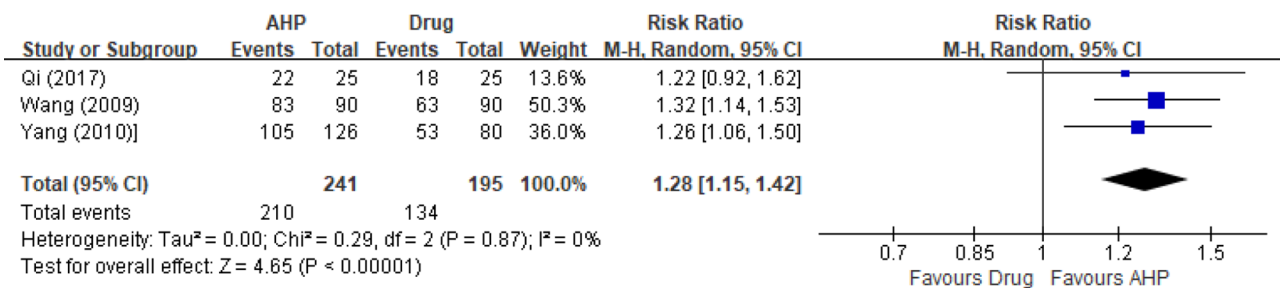 AHP Drug Risk Ratio Risk Ratio
Study or Subgroup Events Total Events Total Weight M-H, Random, 95% CI M-H, Random, 95% CI
Qi (2017) 22 25 18 25 13.6% 1.22 [0.92, 1.62]
Wang (2009) 83 90 63 90 50.3% 1.32 [1.14, 1.53]
Yang (2010)] 105 126 53 80 36.0% 1.26 [1.06, 1.50]
Total (95% CI) 241 195 100.0% 1.28 [1.15, 1.42]
Total events 210 134
Heterogeneity: Tau² = 0.00; Chi² = 0.29, df = 2 (P = 0.87); I² = 0%
Test for overall effect: Z = 4.65 (P < 0.00001)
0.7 0.85 1 1.2 1.5
Favours Drug Favours AHP